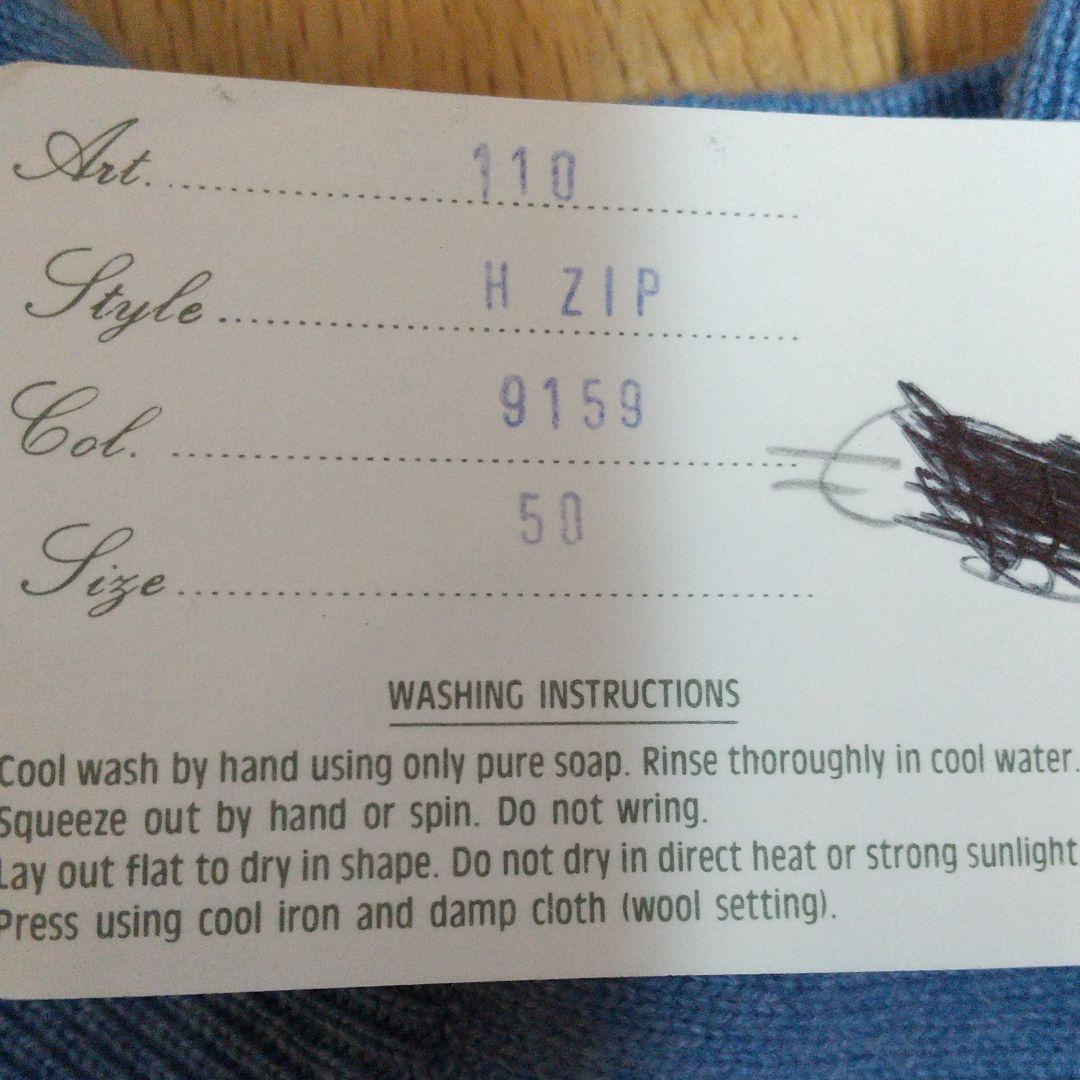 Art. 110
Style H ZIP
Col. 9159
Size 50
WASHING INSTRUCTIONS
Cool wash by hand using only pure soap. Rinse thoroughly in cool water.
Squeeze out by hand or spin. Do not wring.
Lay out flat to dry in shape. Do not dry in direct heat or strong sunlight
Press using cool iron and damp cloth (wool setting).